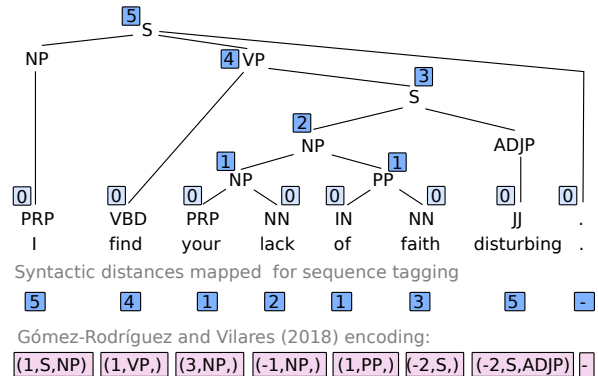 5
S
NP 4 VP 3
S
2
NP ADJP
1 1
NP PP
0 0 0 0 0 0 0 0
PRP VBD PRP NN IN NN JJ .
I find your lack of faith disturbing .
Syntactic distances mapped for sequence tagging
5 4 1 2 1 3 5 -
Gómez-Rodríguez and Vilares (2018) encoding:
(1,S,NP) (1,VP,) (3,NP,) (-1,NP,) (1,PP,) (-2,S,) (-2,S,ADJP) -